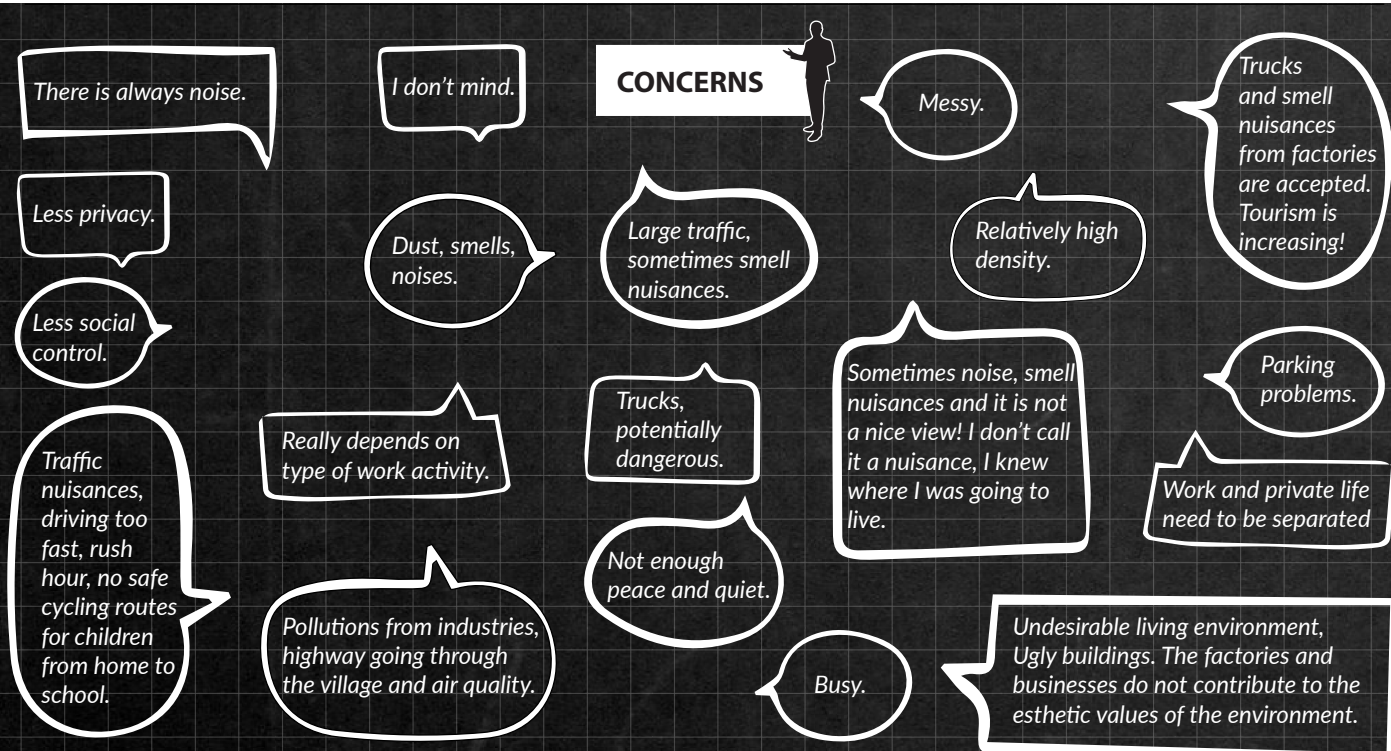 There is always noise.
I don't mind.
CONCERNS
Messy.
Trucks
and smell
nuisances
from factories
are accepted.
Tourism is
increasing!
Less privacy.
Dust, smells,
noises.
Large traffic,
sometimes smell
nuisances.
Relatively high
density.
Less social
control.
Really depends on
type of work activity.
Trucks,
potentially
dangerous.
Sometimes noise, smell
nuisances and it is not
a nice view! I don't call
it a nuisance, I knew
where I was going to
live.
Parking
problems.
Work and private life
need to be separated
Traffic
nuisances,
driving too
fast, rush
hour, no safe
cycling routes
for children
from home to
school.
Pollutions from industries,
highway going through
the village and air quality.
Not enough
peace and quiet.
Busy.
Undesirable living environment,
Ugly buildings. The factories and
businesses do not contribute to the
esthetic values of the environment.